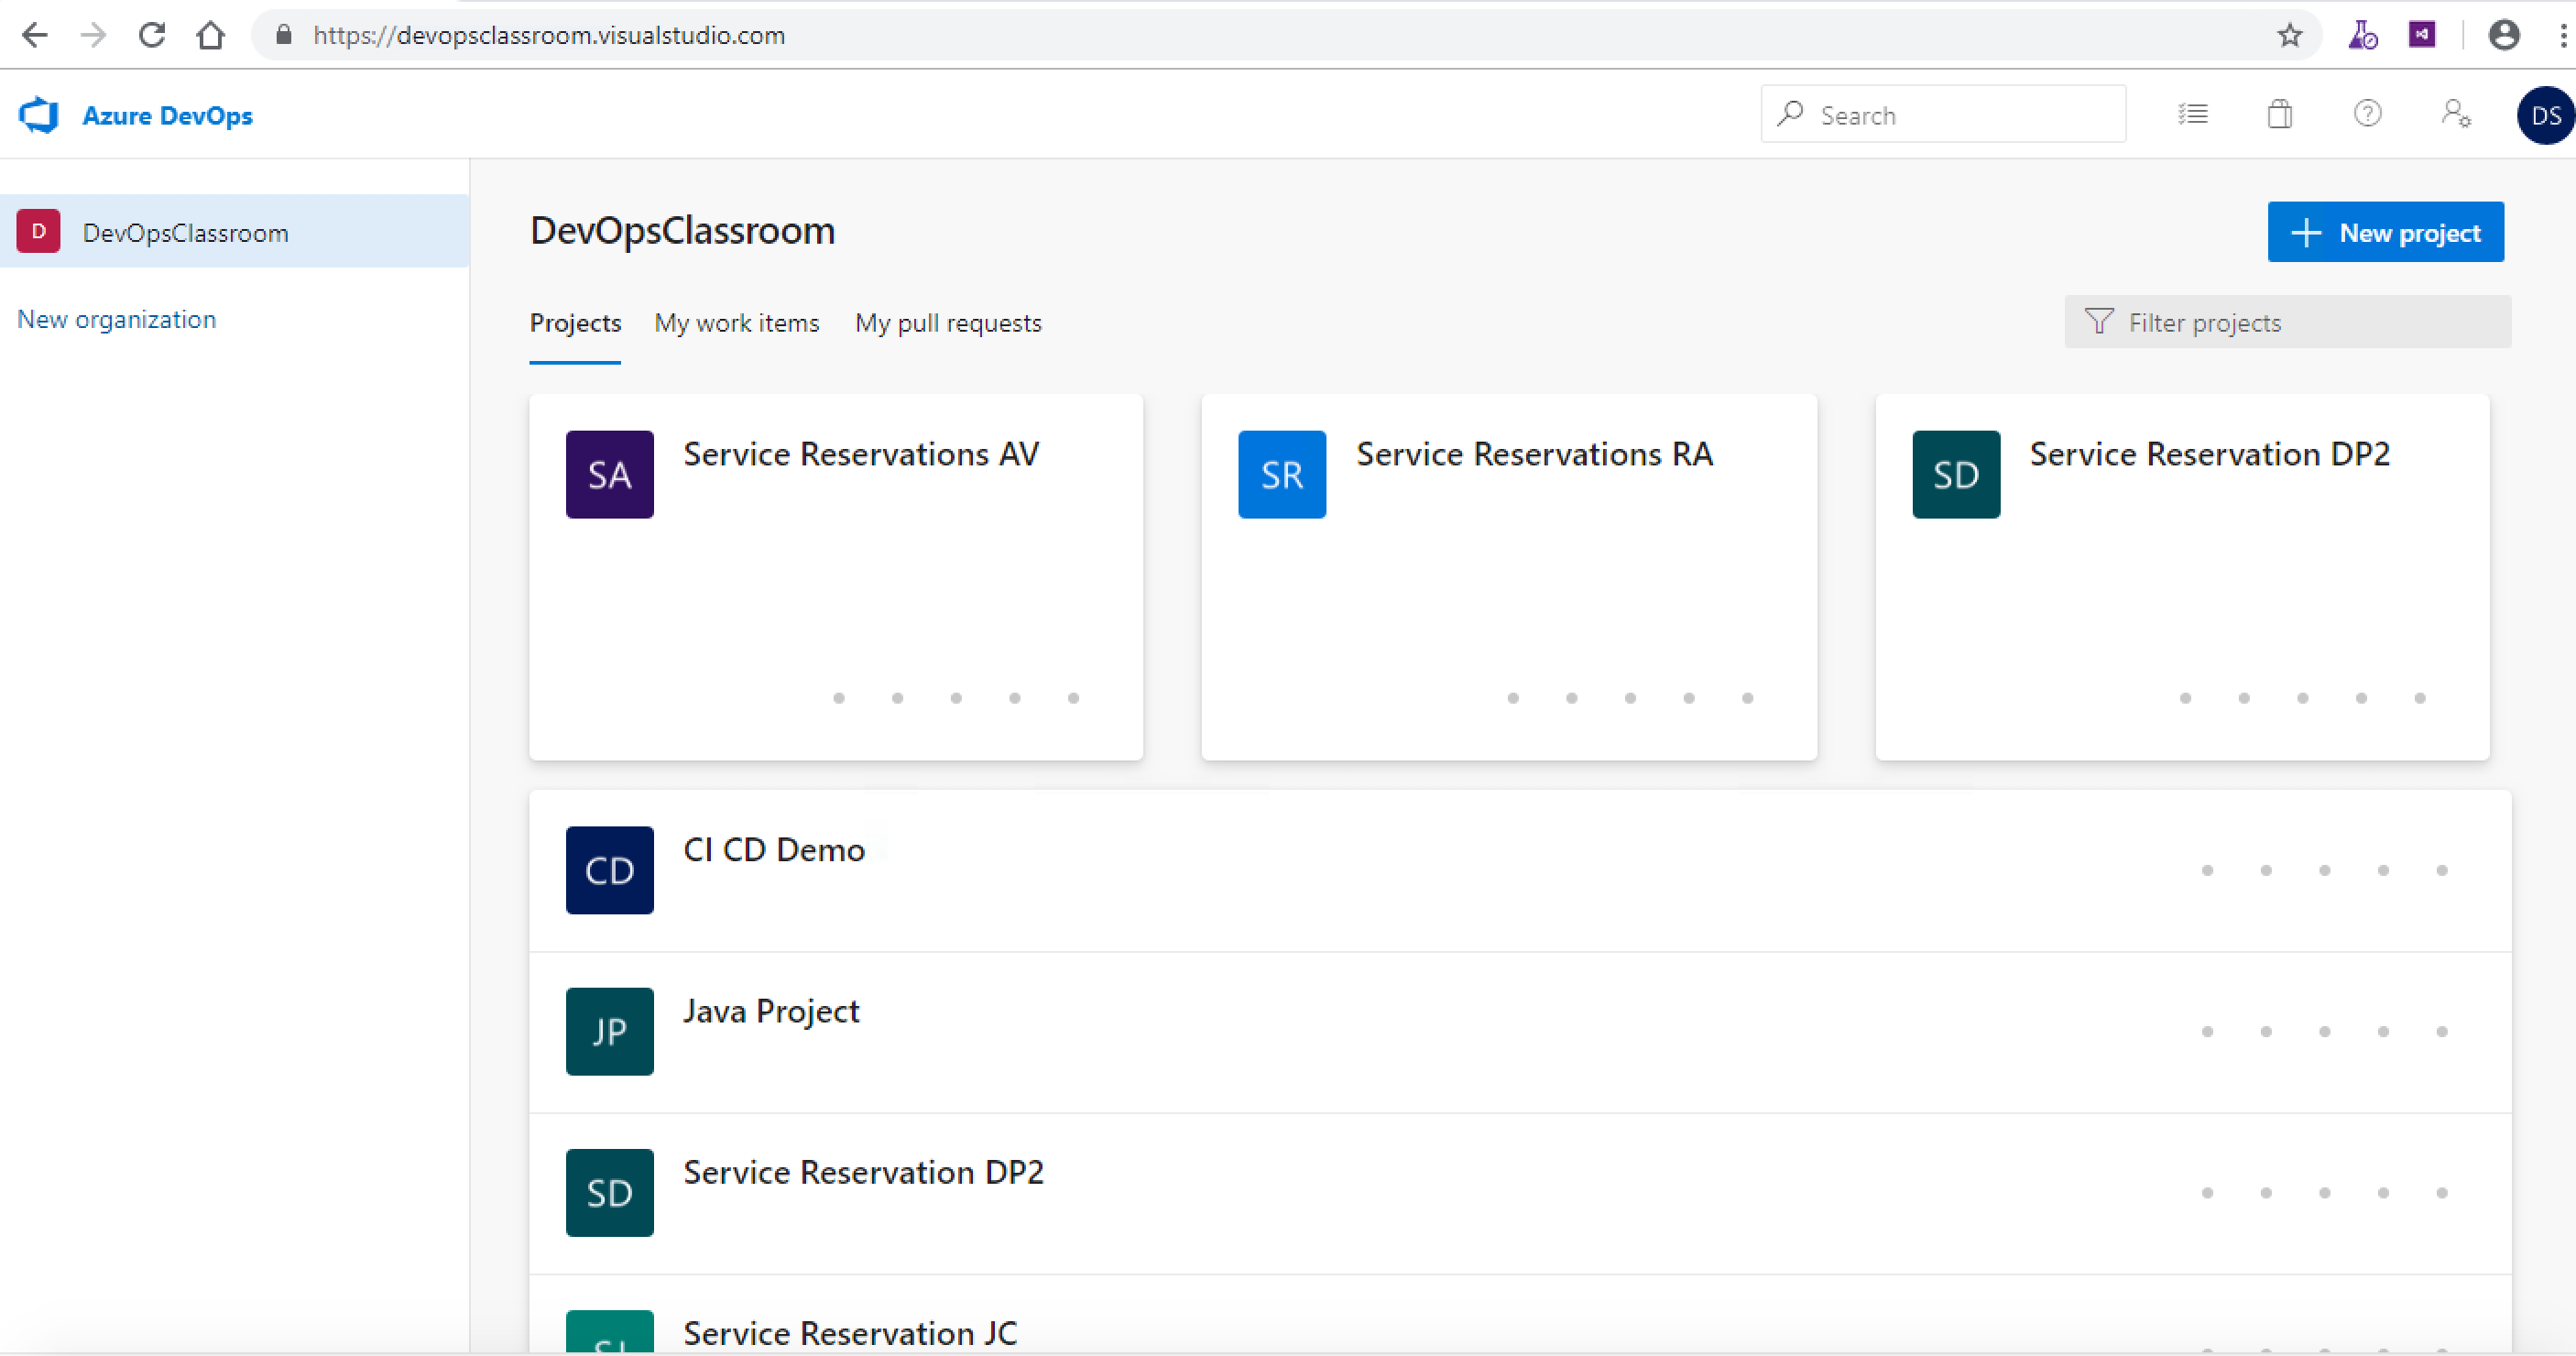 https://devopsclassroom.visualstudio.com
Azure DevOps
Search
DS
D
DevOpsClassroom
New organization
DevOpsClassroom
New project
Projects
My work items
My pull requests
Filter projects
SA
Service Reservations AV
SR
Service Reservations RA
SD
Service Reservation DP2
CD
CI CD Demo
JP
Java Project
SD
Service Reservation DP2
Service Reservation JC